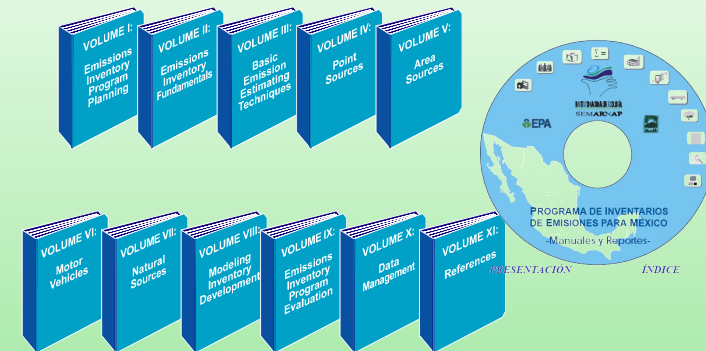 VOLUME I:
Emissions
Inventory
Program
Planning
VOLUME II:
Emissions
Inventory
Fundamentals
VOLUME III:
Basic
Emission
Estimating
Techniques
VOLUME IV:
Point
Sources
VOLUME V:
Area
Sources
SEMARNAP
EPA
PROGRAMA DE INVENTARIOS
DE EMISIONES PARA MÉXICO
-Manuales y Reportes-
PRESENTACIÓN
ÍNDICE
VOLUME VI:
Motor
Vehicles
VOLUME VII:
Natural
Sources
VOLUME VIII:
Modeling
Inventory
Development
VOLUME IX:
Emissions
Inventory
Program
Evaluation
VOLUME X:
Data
Management
VOLUME XI:
References